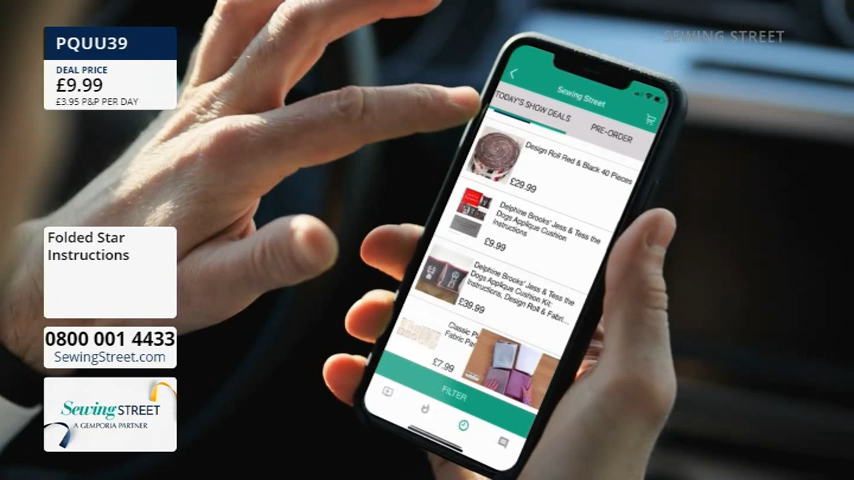 PQUU39
DEAL PRICE
£9.99
£3.95 P&P PER DAY
Folded Star
Instructions
0800 001 4433
SewingStreet.com
Sewing STREET
A GEMPORIA PARTNER
SEWING STREET
Sewing Street
TODAY'S SHOW DEALS
PRE-ORDER
Design Roll Red & Black 40 Pieces
£29.99
Delphine Brooks' Jess & Tess the
Dogs Applique Cushion
Instructions
£9.99
Delphine Brooks' Jess & Tess the
Dogs Applique Cushion Kit:
Instructions, Design Roll & Fabri...
£39.99
Classic
Fabric
£7.99
FILTER